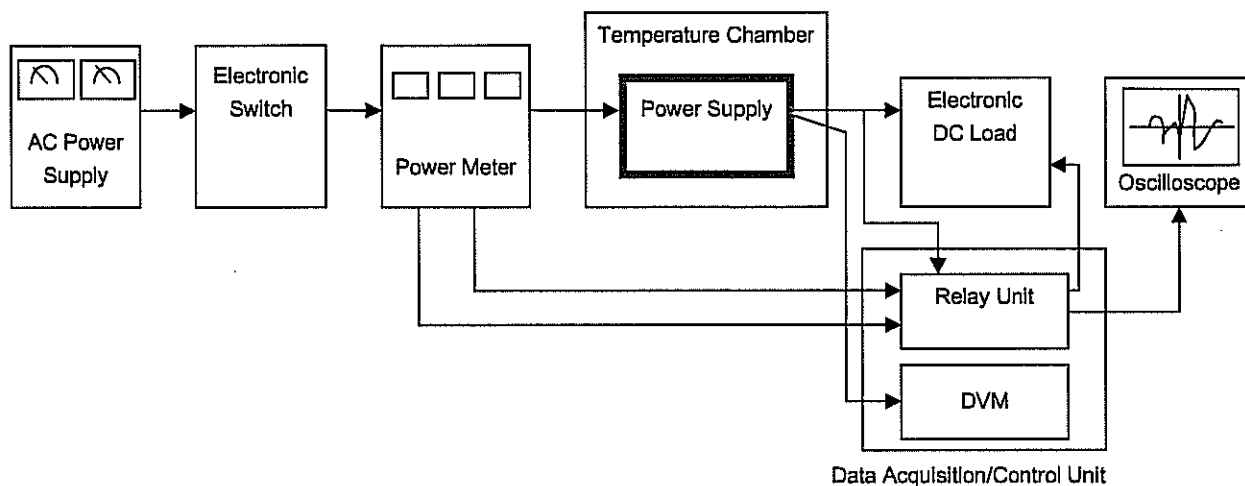 AC Power
Supply
Electronic
Switch
Power Meter
Temperature Chamber
Power Supply
Electronic
DC Load
Oscilloscope
Relay Unit
DVM
Data Acquisition/Control Unit